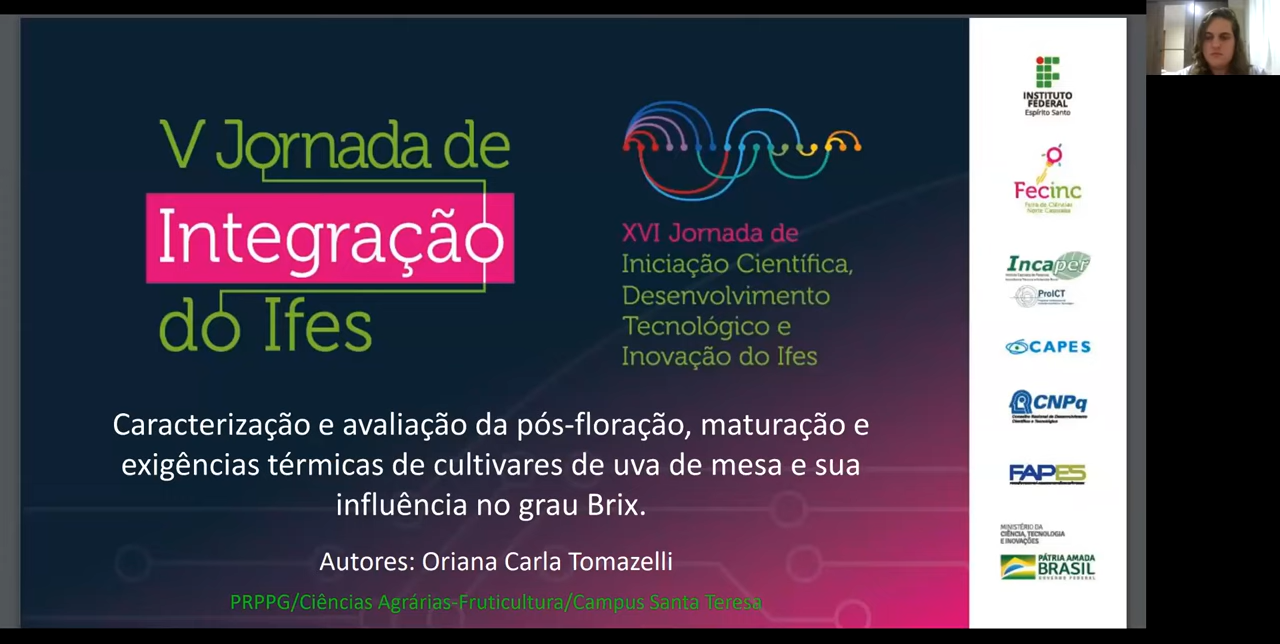 V Jornada de
Integração
do Ifes
XVI Jornada de
Iniciação Científica,
Desenvolvimento
Tecnológico e
Inovação do Ifes
Caracterização e avaliação da pós-floração, maturação e
exigências térmicas de cultivares de uva de mesa e sua
influência no grau Brix.
Autores: Oriana Carla Tomazelli
PRPPG/Ciências Agrárias-Fruticultura/Campus Santa Teresa
INSTITUTO
FEDERAL
Espírito Santo
Fecinc
Incaper
ProICT
CAPES
CNPq
FAPES
MINISTÉRIO DA
CIÊNCIA, TECNOLOGIA
E INOVAÇÕES
PÁTRIA AMADA
BRASIL
GOVERNO FEDERAL